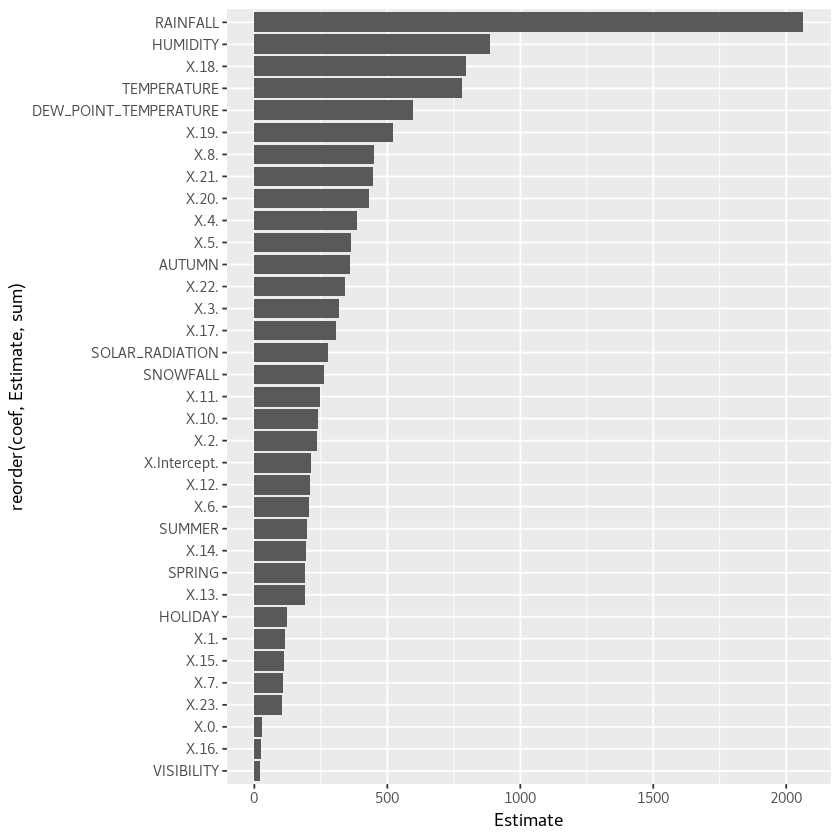 RAINFALL
HUMIDITY
X.18.
TEMPERATURE
DEW_POINT_TEMPERATURE
X.19.
X.8.
X.21.
X.20.
X.4.
X.5.
AUTUMN
X.22.
X.3.
X.17.
SOLAR_RADIATION
SNOWFALL
X.11.
X.10.
X.2.
X.Intercept.
X.12.
X.6.
SUMMER
X.14.
SPRING
X.13.
HOLIDAY
X.1.
X.15.
X.7.
X.23.
X.0.
X.16.
VISIBILITY
reorder(coef, Estimate, sum)
0 500 1000 1500 2000
Estimate